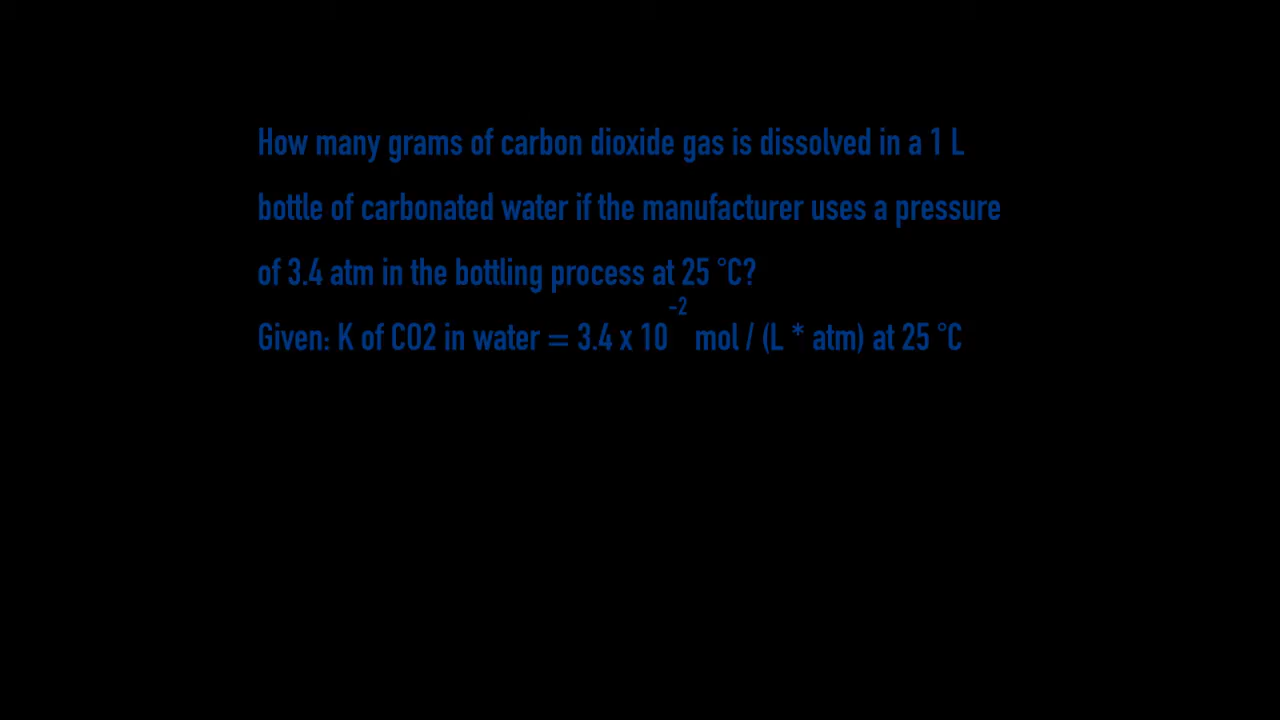 How many grams of carbon dioxide gas is dissolved in a 1 L
bottle of carbonated water if the manufacturer uses a pressure
of 3.4 atm in the bottling process at 25 °C?
Given: K of CO2 in water = 3.4 x 10⁻² mol / (L * atm) at 25 °C